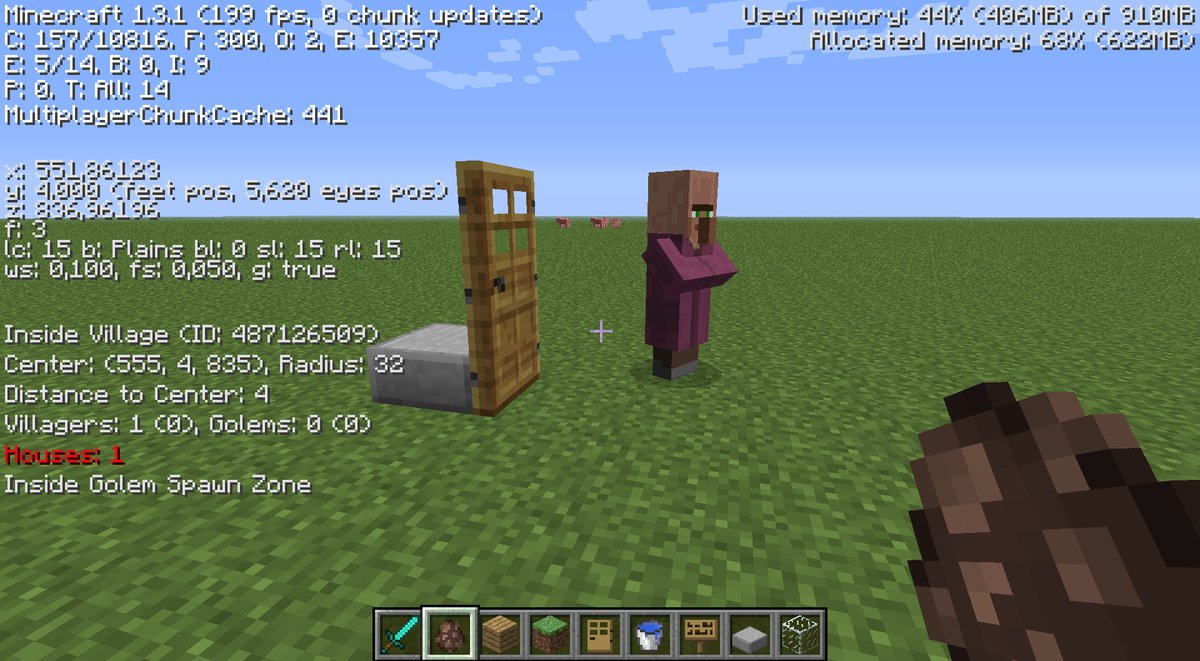 Minecraft 1.3.1 (199 fps, 0 chunk updates)
Used memory: 44% (406MB) of 910MB
C: 157/10816. F: 300, O: 2, E: 10357
Allocated memory: 68% (622MB)
E: 5/14. B: 0, I: 9
P: 0. T: All: 14
MultiplayerChunkCache: 441
x: 551,86123
y: 4,000 (feet pos, 5,620 eyes pos)
z: 836,96196
f: 3
lc: 15 b: Plains bl: 0 sl: 15 rl: 15
ws: 0,100, fs: 0,050, g: true
Inside Village (ID: 487126509)
Center: (555, 4, 835), Radius: 32
Distance to Center: 4
Villagers: 1 (0), Golems: 0 (0)
Houses: 1
Inside Golem Spawn Zone